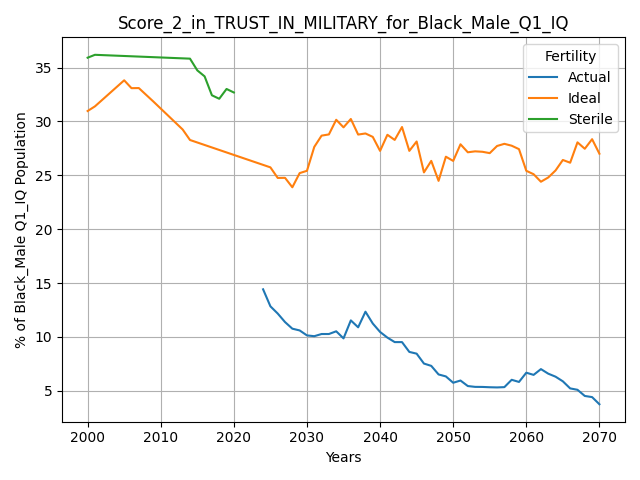 Score_2_in_TRUST_IN_MILITARY_for_Black_Male_Q1_IQ
Fertility
Actual
Ideal
Sterile
% of Black_Male Q1_IQ Population
35
30
25
20
15
10
5
2000 2010 2020 2030 2040 2050 2060 2070
Years